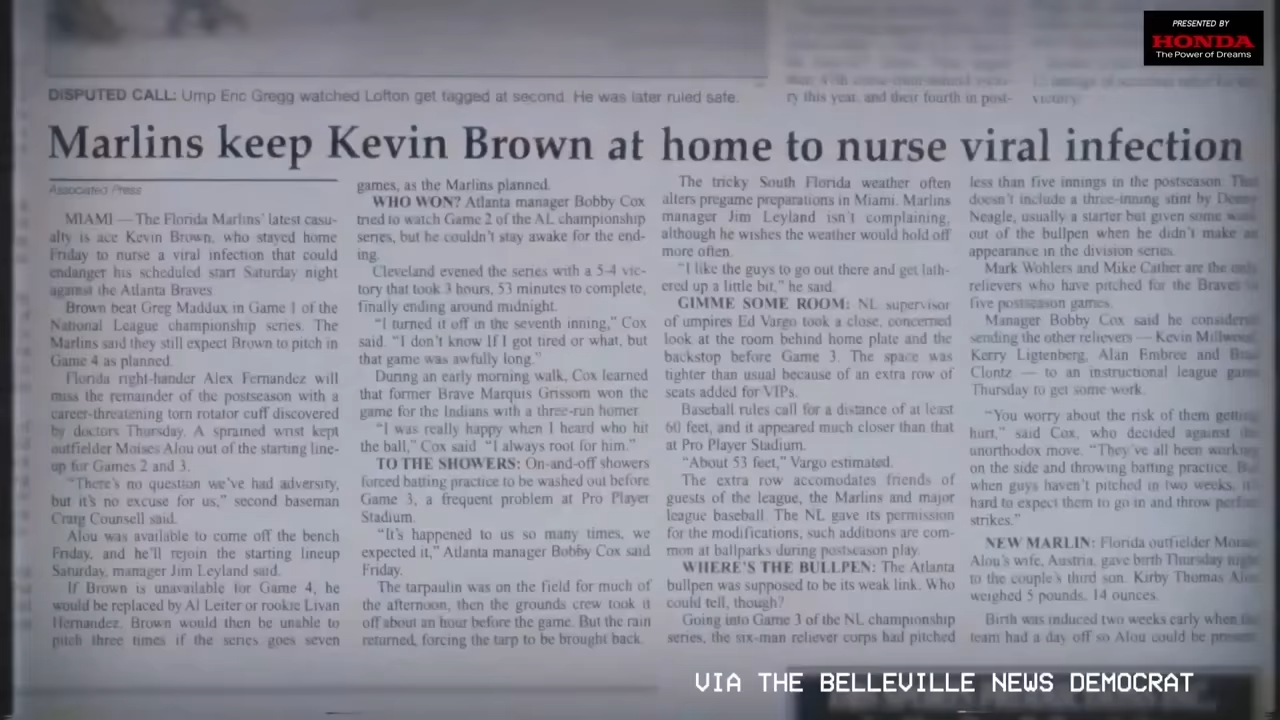 PRESENTED BY
HONDA
The Power of Dreams
DISPUTED CALL: Ump Eric Gregg watched Lofton get tagged at second. He was later ruled safe.
ry this year, and their fourth in post-
victory.
Marlins keep Kevin Brown at home to nurse viral infection
Associated Press
MIAMI — The Florida Marlins' latest casu-
alty is ace Kevin Brown, who stayed home
Friday to nurse a viral infection that could
endanger his scheduled start Saturday night
against the Atlanta Braves.
Brown beat Greg Maddux in Game 1 of the
National League championship series. The
Marlins said they still expect Brown to pitch in
Game 4 as planned.
Florida right-hander Alex Fernandez will
miss the remainder of the postseason with a
career-threatening torn rotator cuff discovered
by doctors Thursday. A sprained wrist kept
outfielder Moises Alou out of the starting line-
up for Games 2 and 3.
"There's no question we've had adversity,
but it's no excuse for us," second baseman
Craig Counsell said.
Alou was available to come off the bench
Friday, and he'll rejoin the starting lineup
Saturday, manager Jim Leyland said.
If Brown is unavailable for Game 4, he
would be replaced by Al Leiter or rookie Livan
Hernandez. Brown would then be unable to
pitch three times if the series goes seven
games, as the Marlins planned.
WHO WON? Atlanta manager Bobby Cox
tried to watch Game 2 of the AL championship
series, but he couldn't stay awake for the end-
ing.
Cleveland evened the series with a 5-4 vic-
tory that took 3 hours, 53 minutes to complete,
finally ending around midnight.
"I turned it off in the seventh inning," Cox
said. "I don't know If I got tired or what, but
that game was awfully long."
During an early morning walk, Cox learned
that former Brave Marquis Grissom won the
game for the Indians with a three-run homer.
"I was really happy when I heard who hit
the ball," Cox said. "I always root for him."
TO THE SHOWERS: On-and-off showers
forced batting practice to be washed out before
Game 3, a frequent problem at Pro Player
Stadium.
"It's happened to us so many times, we
expected it," Atlanta manager Bobby Cox said
Friday.
The tarpaulin was on the field for much of
the afternoon, then the grounds crew took it
off about an hour before the game. But the rain
returned, forcing the tarp to be brought back.
The tricky South Florida weather often
alters pregame preparations in Miami. Marlins
manager Jim Leyland isn't complaining,
although he wishes the weather would hold off
more often.
"I like the guys to go out there and get lath-
ered up a little bit," he said.
GIMME SOME ROOM: NL supervisor
of umpires Ed Vargo took a close, concerned
look at the room behind home plate and the
backstop before Game 3. The space was
tighter than usual because of an extra row of
seats added for VIPs.
Baseball rules call for a distance of at least
60 feet, and it appeared much closer than that
at Pro Player Stadium.
"About 53 feet," Vargo estimated.
The extra row accomodates friends of
guests of the league, the Marlins and major
league baseball. The NL gave its permission
for the modifications, such additions are com-
mon at ballparks during postseason play.
WHERE'S THE BULLPEN: The Atlanta
bullpen was supposed to be its weak link. Who
could tell, though?
Going into Game 3 of the NL championship
series, the six-man reliever corps had pitched
less than five innings in the postseason. That
doesn't include a three-inning stint by Denny
Neagle, usually a starter but given some work
out of the bullpen when he didn't make an
appearance in the division series.
Mark Wohlers and Mike Cather are the only
relievers who have pitched for the Braves in
five postseason games.
Manager Bobby Cox said he considered
sending the other relievers — Kevin Millwood,
Kerry Ligtenberg, Alan Embree and Brad
Clontz — to an instructional league game
Thursday to get some work.
"You worry about the risk of them getting
hurt," said Cox, who decided against the
unorthodox move. "They've all been working
on the side and throwing batting practice. But
when guys haven't pitched in two weeks, it's
hard to expect them to go in and throw perfect
strikes."
NEW MARLIN: Florida outfielder Moises
Alou's wife, Austria, gave birth Thursday night
to the couple's third son. Kirby Thomas Alou
weighed 5 pounds, 14 ounces.
Birth was induced two weeks early when the
team had a day off so Alou could be present.
VIA THE BELLEVILLE NEWS DEMOCRAT